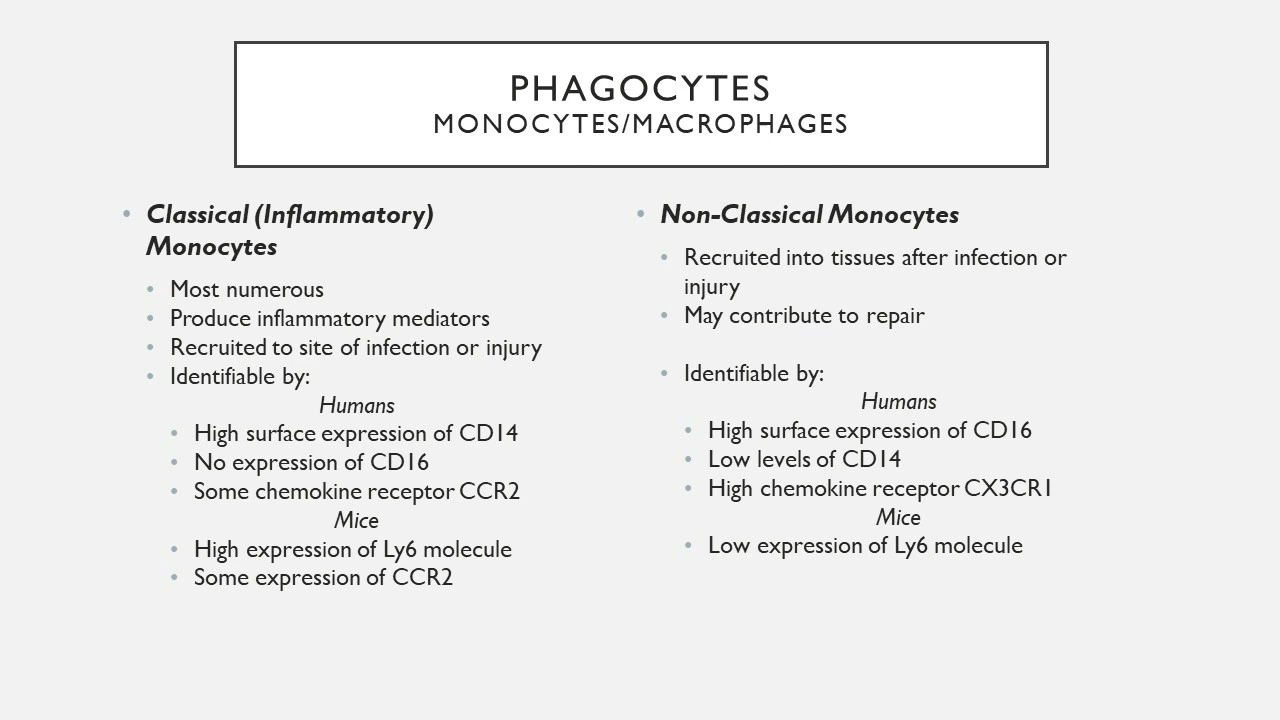 PHAGOCYTES
MONOCYTES/MACROPHAGES
• Classical (Inflammatory)
Monocytes
• Most numerous
• Produce inflammatory mediators
• Recruited to site of infection or injury
• Identifiable by:
Humans
• High surface expression of CD14
• No expression of CD16
• Some chemokine receptor CCR2
Mice
• High expression of Ly6 molecule
• Some expression of CCR2
• Non-Classical Monocytes
• Recruited into tissues after infection or
injury
• May contribute to repair
• Identifiable by:
Humans
• High surface expression of CD16
• Low levels of CD14
• High chemokine receptor CX3CR1
Mice
• Low expression of Ly6 molecule